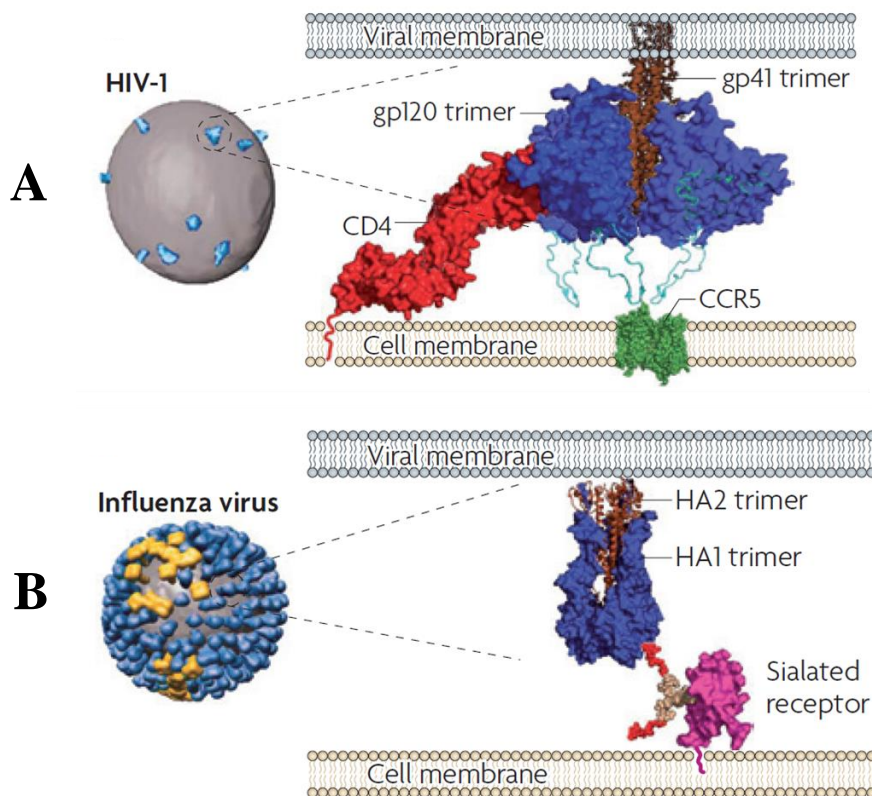 Viral membrane
HIV-1
gp41 trimer
gp120 trimer
A
CD4
CCR5
Cell membrane
Viral membrane
Influenza virus
HA2 trimer
HA1 trimer
B
Sialated
receptor
Cell membrane